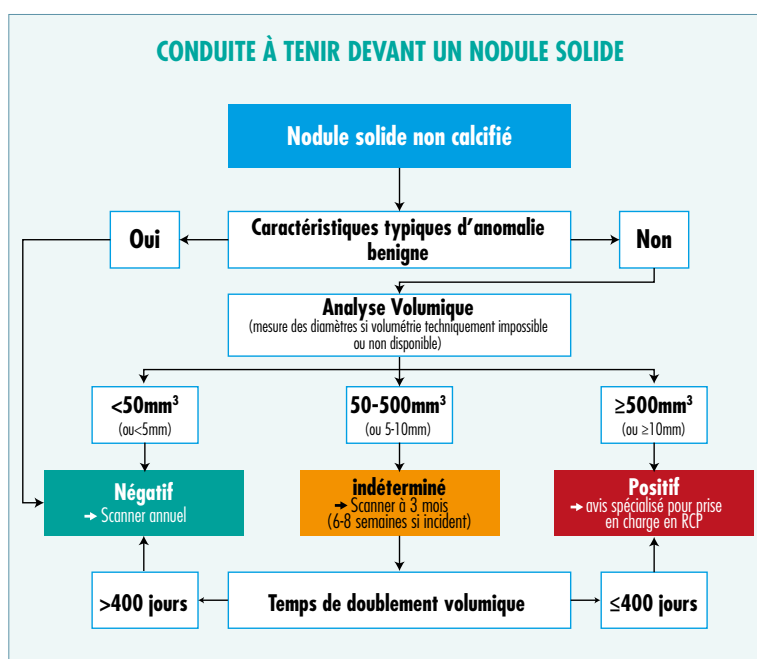 CONDUITE À TENIR DEVANT UN NODULE SOLIDE
Nodule solide non calcifié
Oui
Caractéristiques typiques d'anomalie
benigne
Non
Analyse Volumique
(mesure des diamètres si volumétrie techniquement impossible
ou non disponible)
<50mm³
(ou<5mm)
50-500mm³
(ou 5-10mm)
≥500mm³
(ou ≥10mm)
Négatif
→ Scanner annuel
indéterminé
→ Scanner à 3 mois
(6-8 semaines si incident)
Positif
→ avis spécialisé pour prise
en charge en RCP
>400 jours
Temps de doublement volumique
≤400 jours